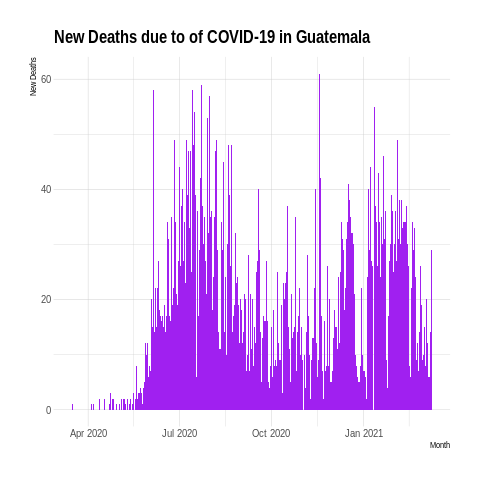 New Deaths due to of COVID-19 in Guatemala
New Deaths
60
40
20
0
Apr 2020 Jul 2020 Oct 2020 Jan 2021
Month